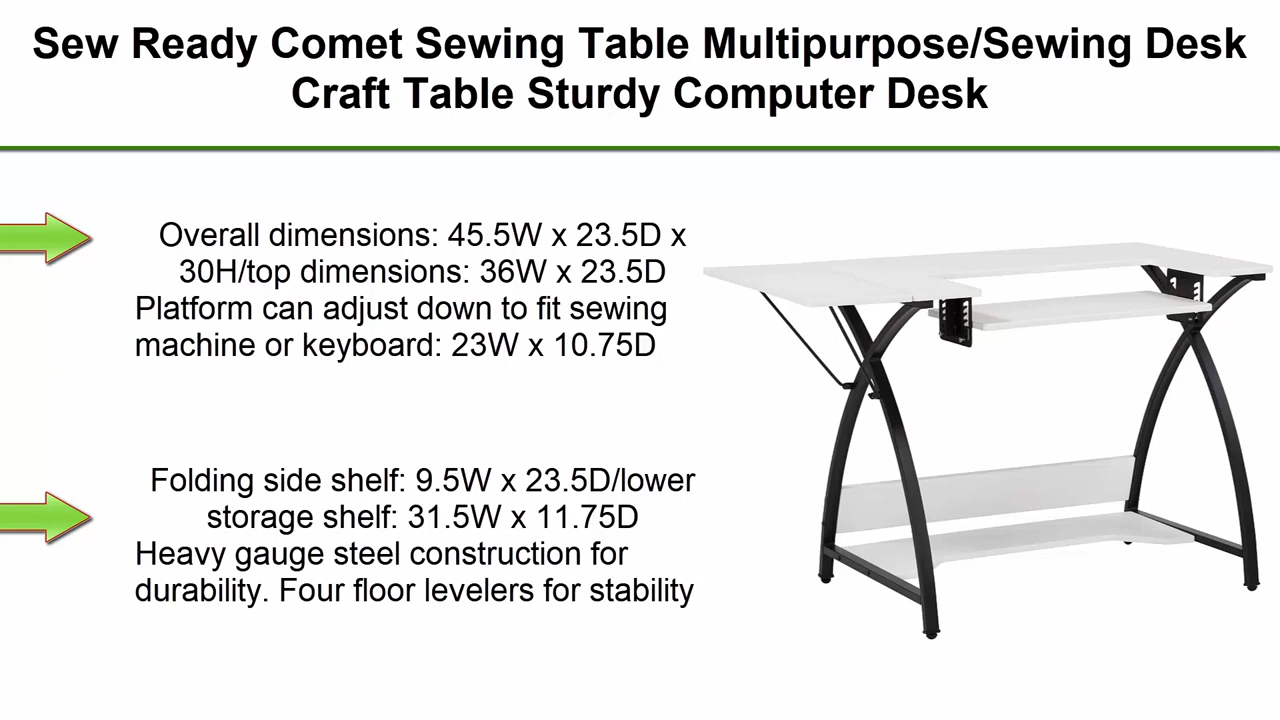 Sew Ready Comet Sewing Table Multipurpose/Sewing Desk
Craft Table Sturdy Computer Desk
Overall dimensions: 45.5W x 23.5D x
30H/top dimensions: 36W x 23.5D
Platform can adjust down to fit sewing
machine or keyboard: 23W x 10.75D
Folding side shelf: 9.5W x 23.5D/lower
storage shelf: 31.5W x 11.75D
Heavy gauge steel construction for
durability. Four floor levelers for stability